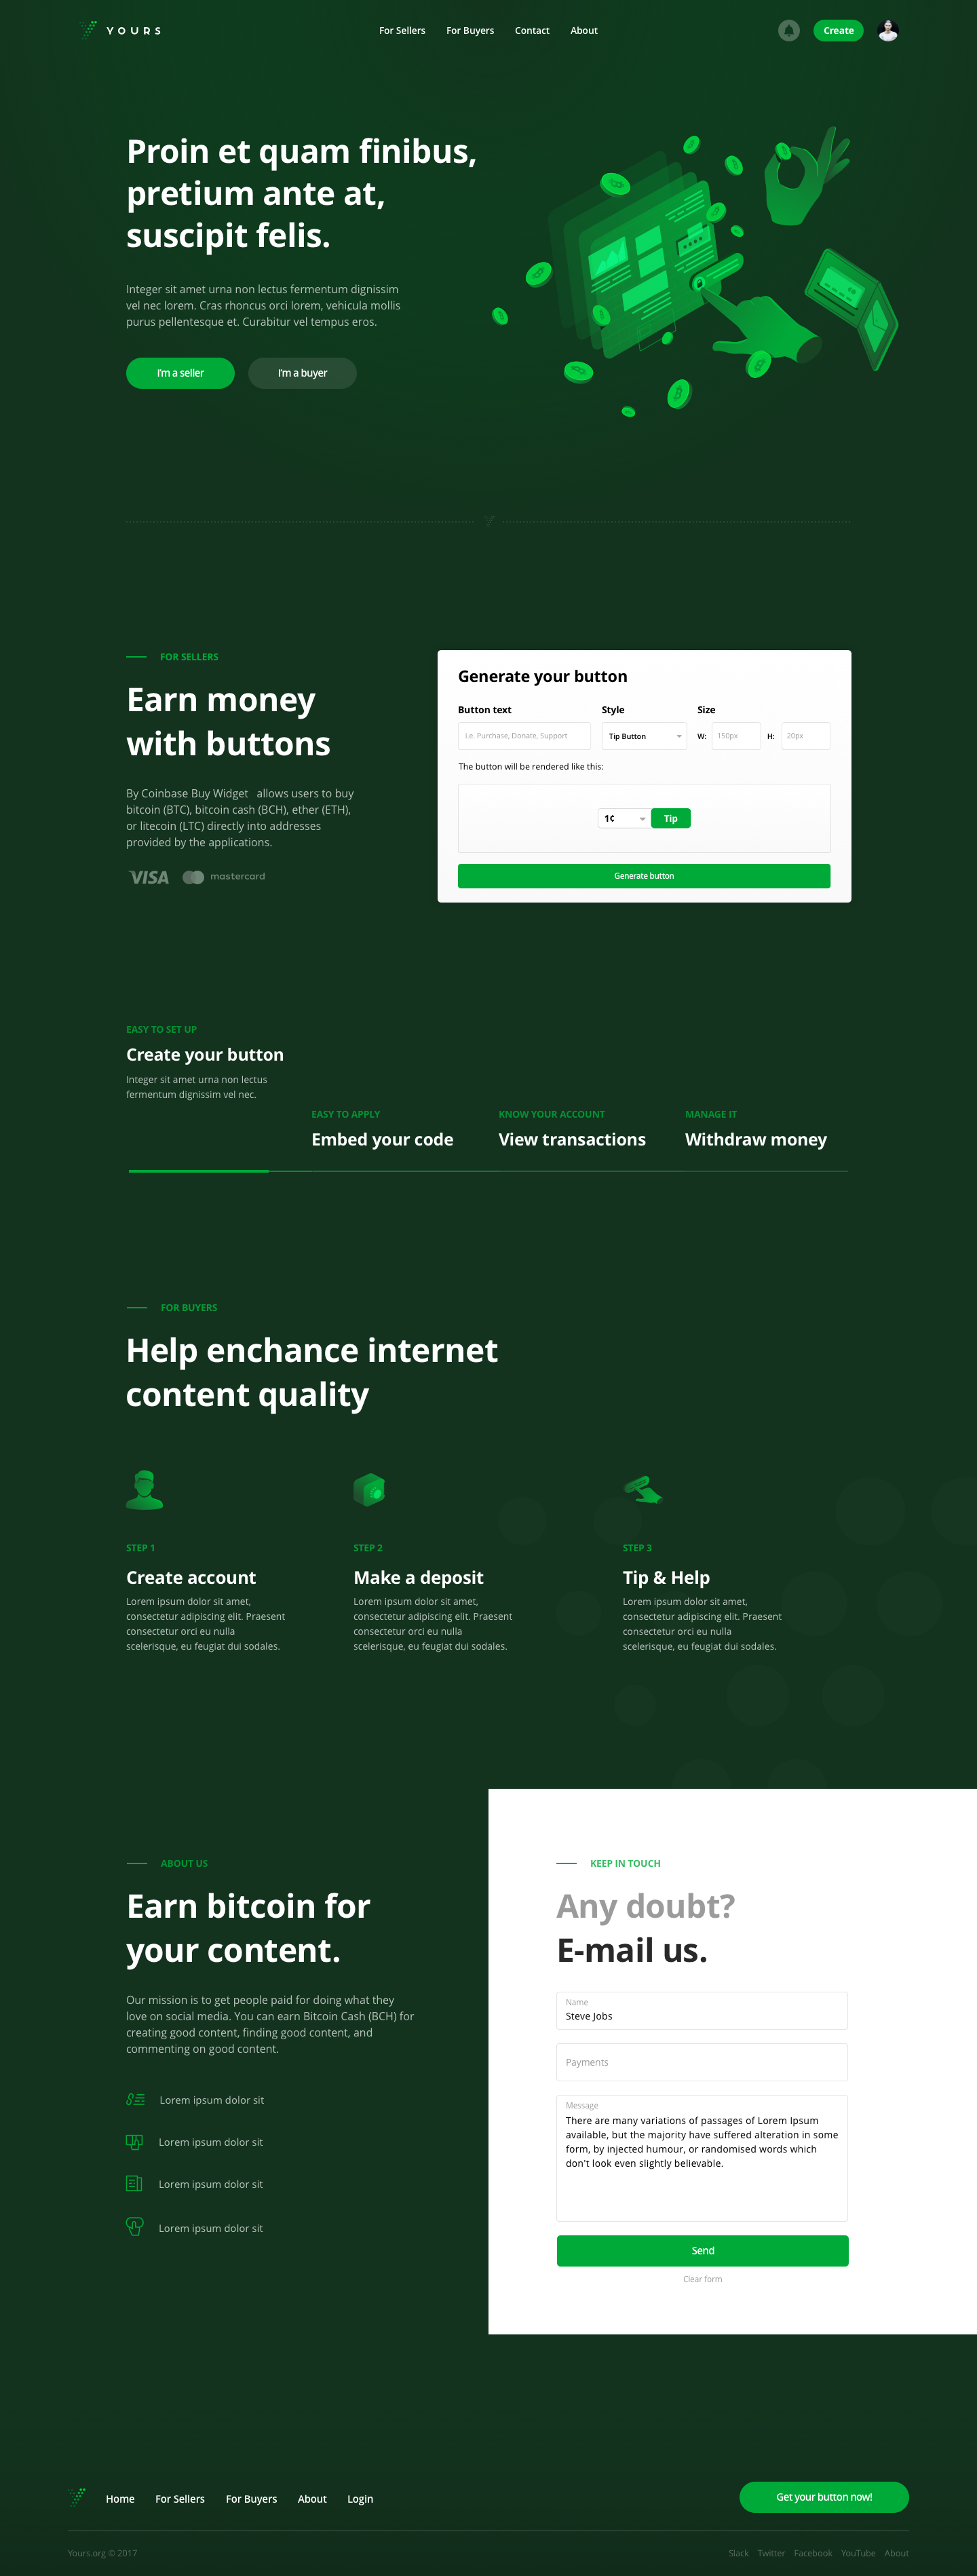 YOURS
For Sellers For Buyers Contact About
Create
Proin et quam finibus,
pretium ante at,
suscipit felis.
Integer sit amet urna non lectus fermentum dignissim
vel nec lorem. Cras rhoncus orci lorem, vehicula mollis
purus pellentesque et. Curabitur vel tempus eros.
I'm a seller I'm a buyer
FOR SELLERS
Earn money
with buttons
By Coinbase Buy Widget allows users to buy
bitcoin (BTC), bitcoin cash (BCH), ether (ETH),
or litecoin (LTC) directly into addresses
provided by the applications.
VISA mastercard
Generate your button
Button text Style Size
i.e. Purchase, Donate, Support Tip Button W: 150px H: 20px
The button will be rendered like this:
1¢ Tip
Generate button
EASY TO SET UP
Create your button
Integer sit amet urna non lectus
fermentum dignissim vel nec.
EASY TO APPLY
Embed your code
KNOW YOUR ACCOUNT
View transactions
MANAGE IT
Withdraw money
FOR BUYERS
Help enchance internet
content quality
STEP 1
Create account
Lorem ipsum dolor sit amet,
consectetur adipiscing elit. Praesent
consectetur orci eu nulla
scelerisque, eu feugiat dui sodales.
STEP 2
Make a deposit
Lorem ipsum dolor sit amet,
consectetur adipiscing elit. Praesent
consectetur orci eu nulla
scelerisque, eu feugiat dui sodales.
STEP 3
Tip & Help
Lorem ipsum dolor sit amet,
consectetur adipiscing elit. Praesent
consectetur orci eu nulla
scelerisque, eu feugiat dui sodales.
ABOUT US
Earn bitcoin for
your content.
Our mission is to get people paid for doing what they
love on social media. You can earn Bitcoin Cash (BCH) for
creating good content, finding good content, and
commenting on good content.
Lorem ipsum dolor sit
Lorem ipsum dolor sit
Lorem ipsum dolor sit
Lorem ipsum dolor sit
KEEP IN TOUCH
Any doubt?
E-mail us.
Name
Steve Jobs
Payments
Message
There are many variations of passages of Lorem Ipsum
available, but the majority have suffered alteration in some
form, by injected humour, or randomised words which
don't look even slightly believable.
Send
Clear form
Home For Sellers For Buyers About Login
Get your button now!
Yours.org © 2017
Slack Twitter Facebook YouTube About